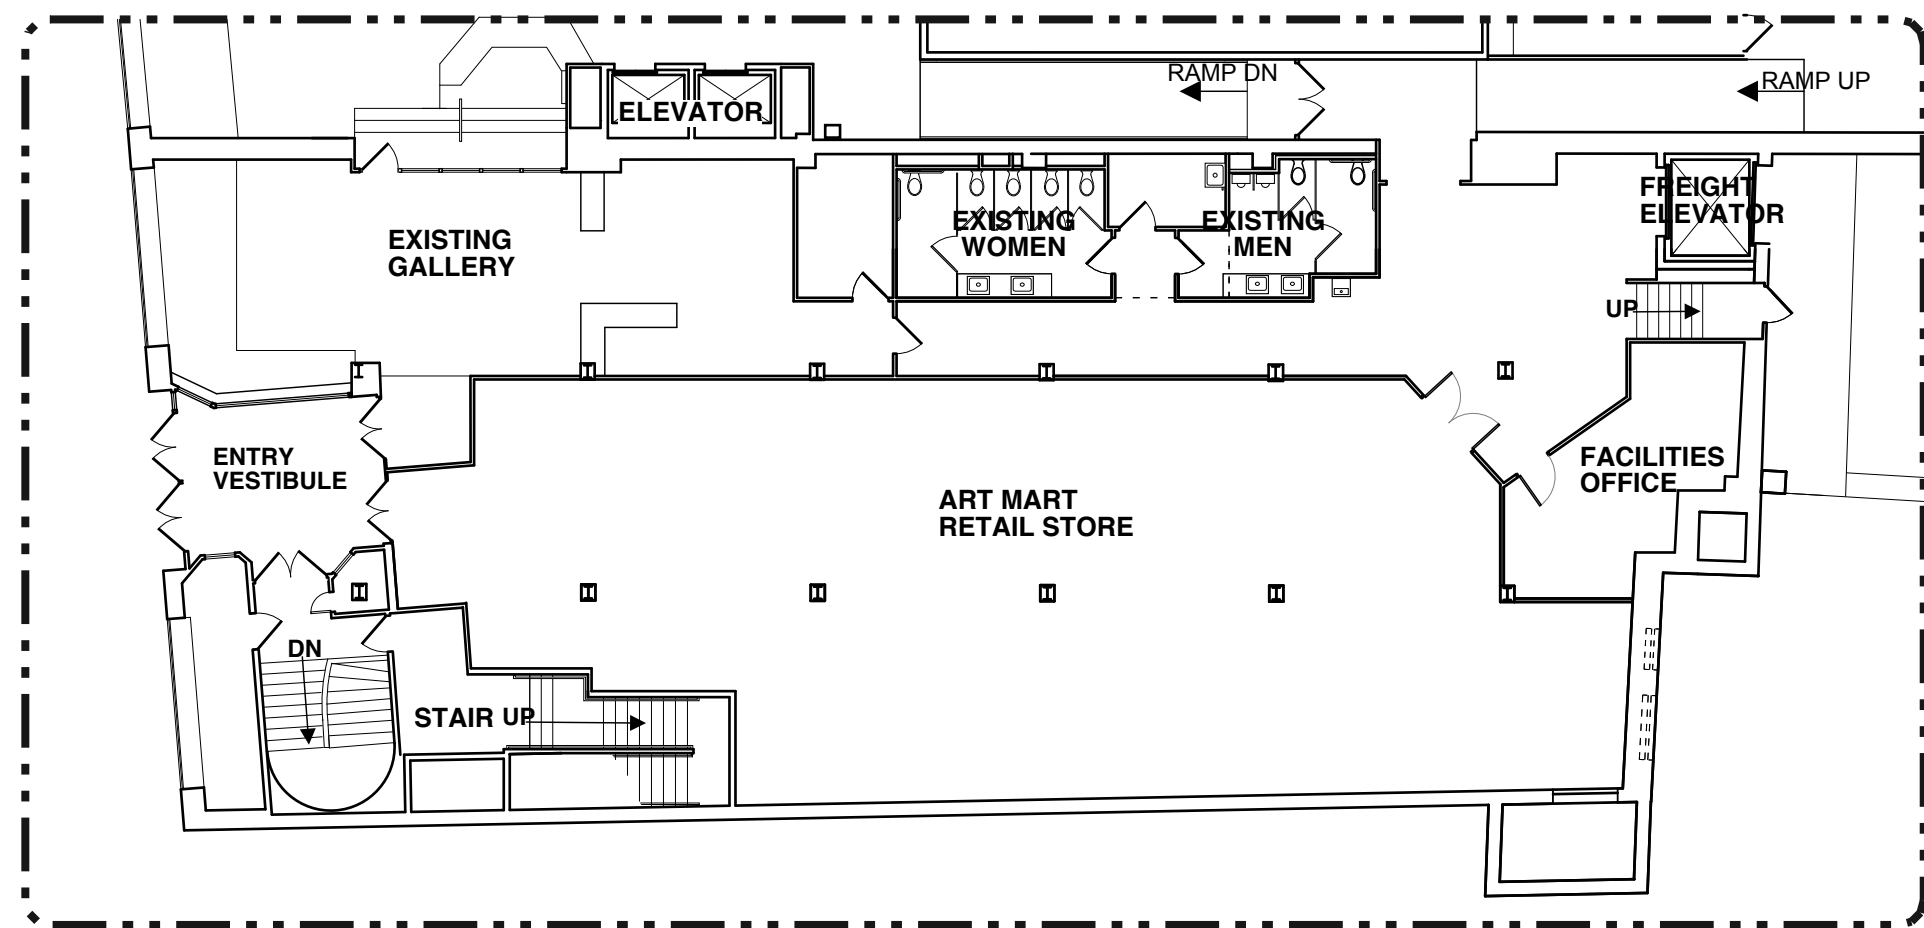 RAMP DN
RAMP UP
ELEVATOR
FREIGHT
ELEVATOR
EXISTING
WOMEN
EXISTING
MEN
EXISTING
GALLERY
UP
ENTRY
VESTIBULE
FACILITIES
OFFICE
ART MART
RETAIL STORE
DN
STAIR UP